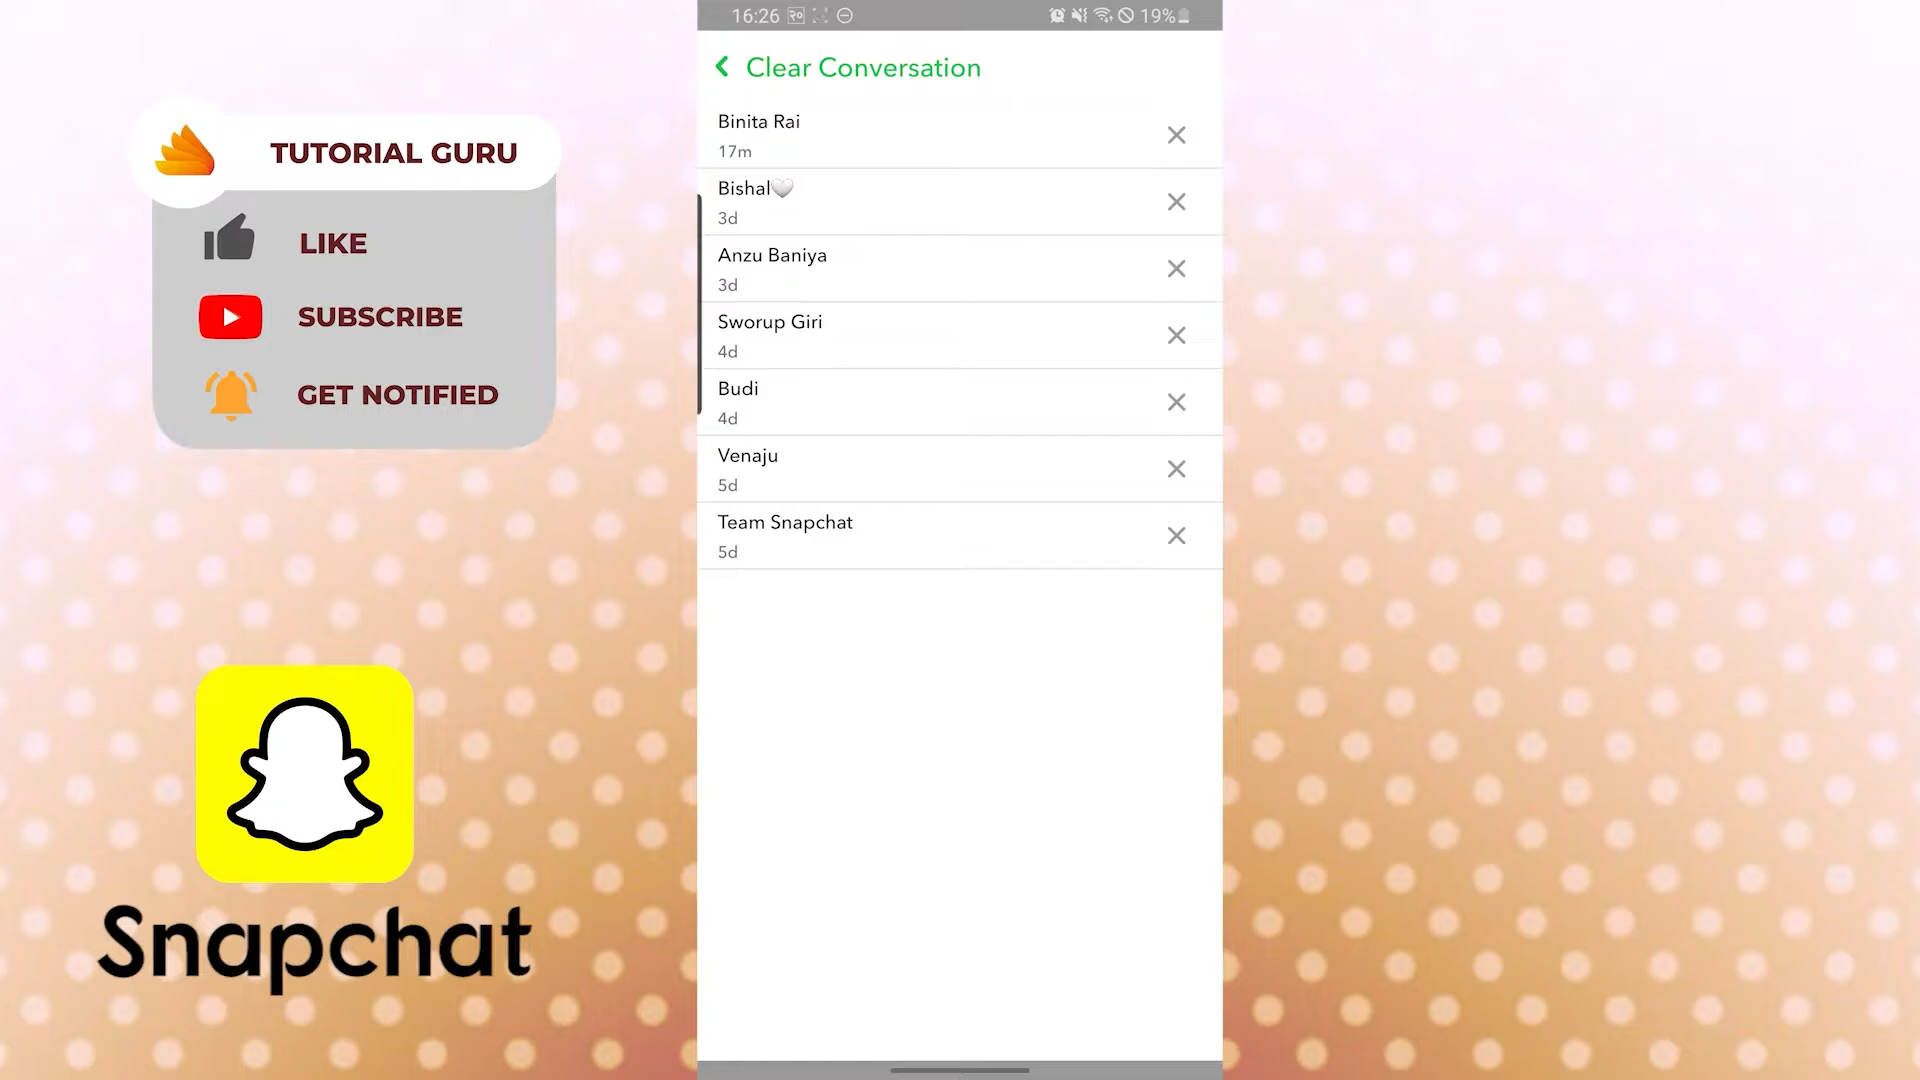 TUTORIAL GURU
LIKE
SUBSCRIBE
GET NOTIFIED
Snapchat
16:26 २० 19%
Clear Conversation
Binita Rai
17m
Bishal🤍
3d
Anzu Baniya
3d
Sworup Giri
4d
Budi
4d
Venaju
5d
Team Snapchat
5d